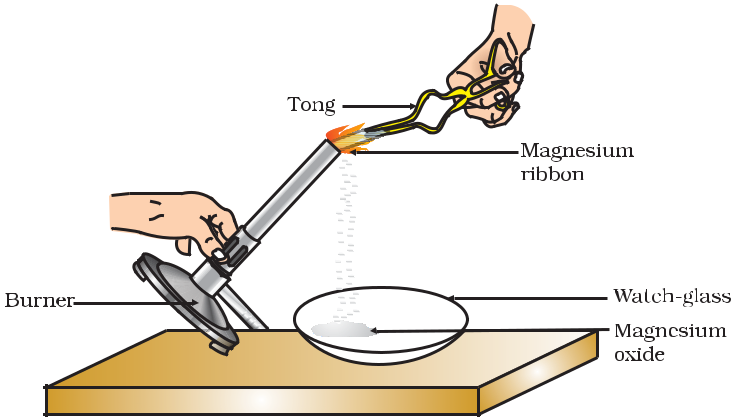 Tong
Magnesium
ribbon
Burner
Watch-glass
Magnesium
oxide